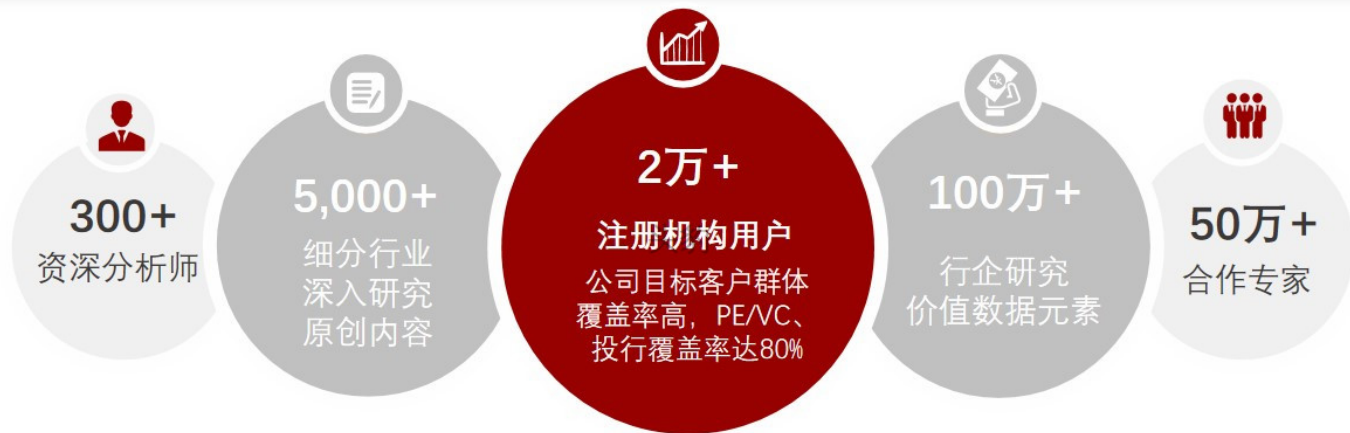 300+
资深分析师
5,000+
细分行业
深入研究
原创内容
2万+
注册机构用户
公司目标客户群体
覆盖率高，PE/VC、
投行覆盖率达80%
100万+
行企研究
价值数据元素
50万+
合作专家